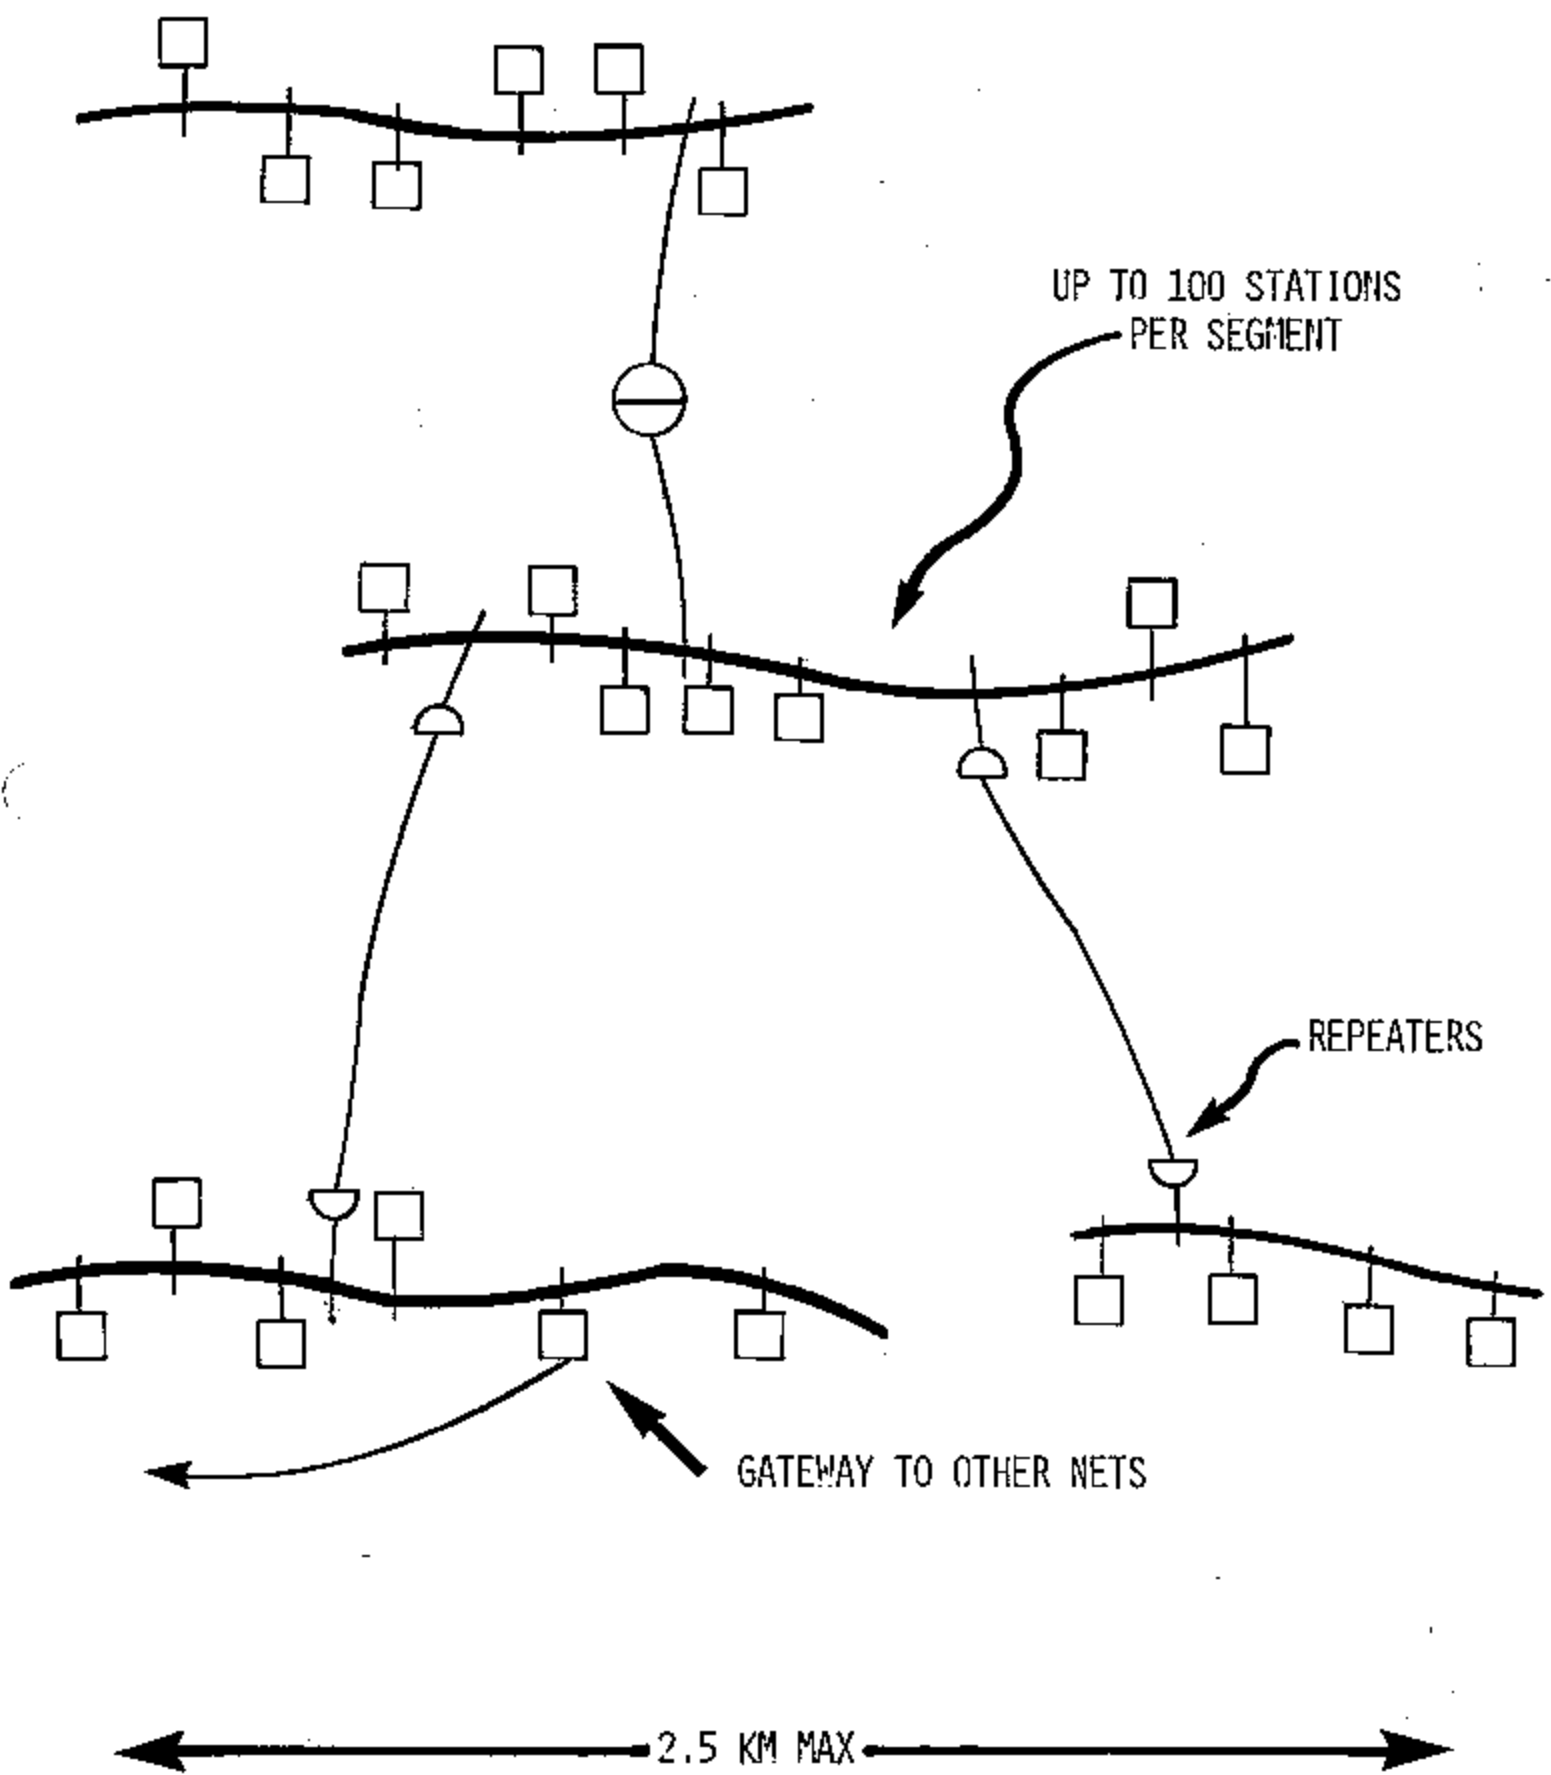 UP TO 100 STATIONS
PER SEGMENT
REPEATERS
GATEWAY TO OTHER NETS
2.5 KM MAX